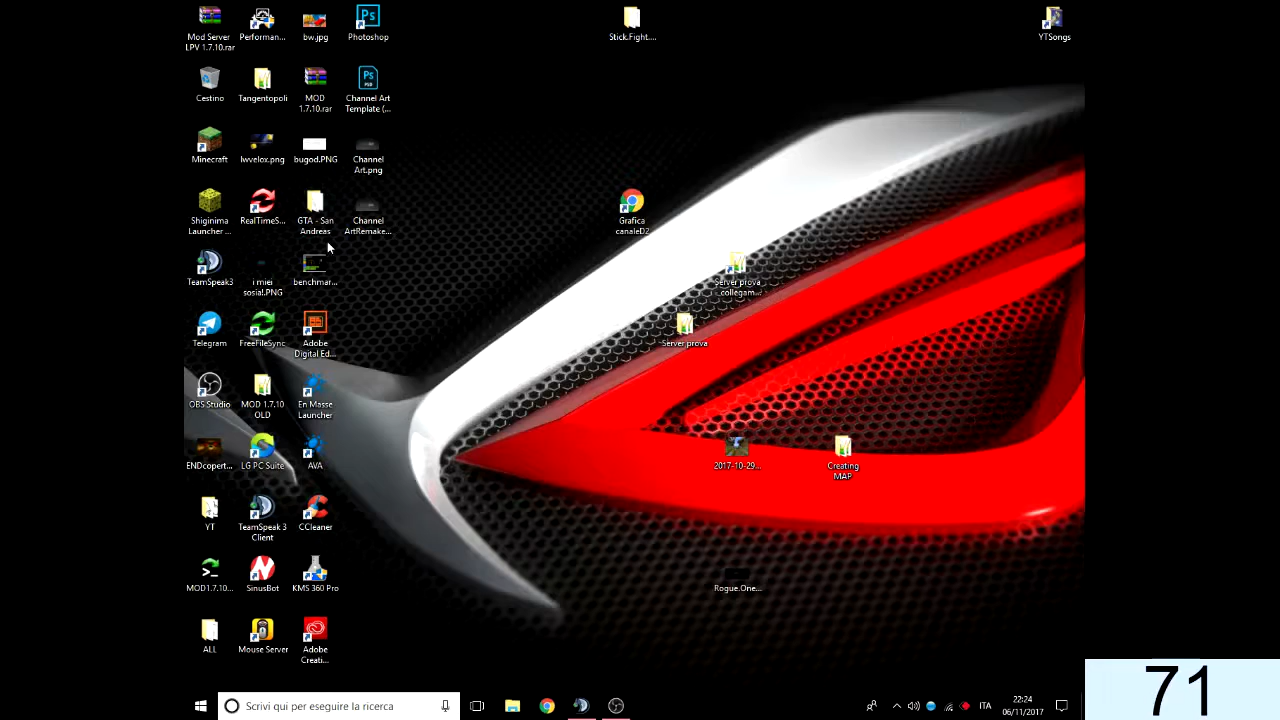 Mod Server
LPV 1.7.10.rar
Performan...
bw.jpg
Photoshop
Stick.Fight....
YTSongs
Cestino
Tangentopoli
MOD
1.7.10.rar
Channel Art
Template (...
Minecraft
lwvelox.png
bugod.PNG
Channel
Art.png
Shiginima
Launcher ...
RealTimeS...
GTA - San
Andreas
Channel
ArtRemake...
Grafica
canaleD2
TeamSpeak3
i miei
sosia!.PNG
benchmar...
Server prova
collegam...
Telegram
FreeFileSync
Adobe
Digital Ed...
Server prova
OBS Studio
MOD 1.7.10
OLD
En Masse
Launcher
ENDcopert...
LG PC Suite
AVA
2017-10-29...
Creating
MAP
YT
TeamSpeak 3
Client
CCleaner
MOD1.7.10...
SinusBot
KMS 360 Pro
Rogue.One...
ALL
Mouse Server
Adobe
Creati...
Scrivi qui per eseguire la ricerca
ITA
22:24
06/11/2017
71